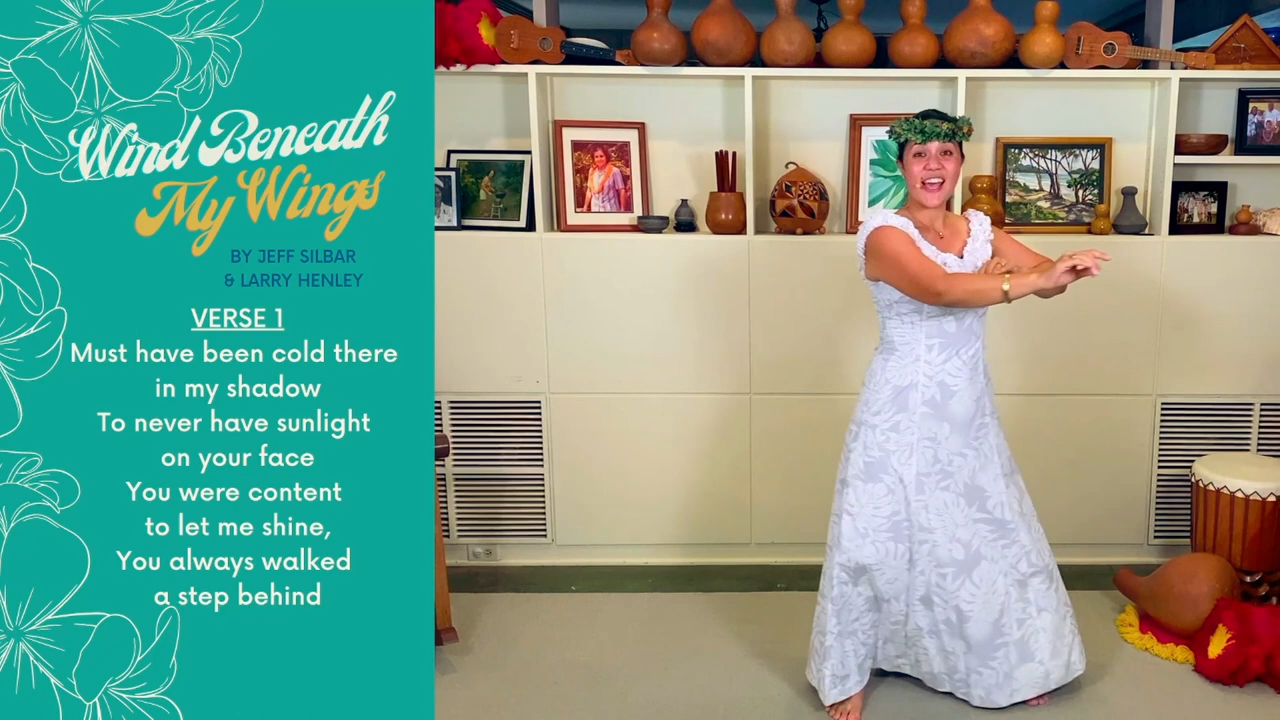 Wind Beneath
My Wings
BY JEFF SILBAR
& LARRY HENLEY
VERSE 1
Must have been cold there
in my shadow
To never have sunlight
on your face
You were content
to let me shine,
You always walked
a step behind